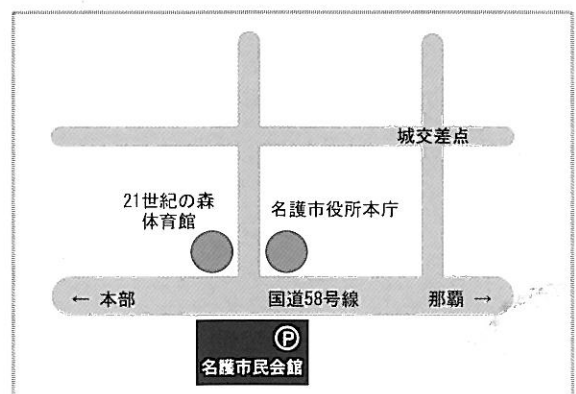 城交差点
21世紀の森
体育館
名護市役所本庁
← 本部
国道58号線
那覇 →
Ⓟ
名護市民会館